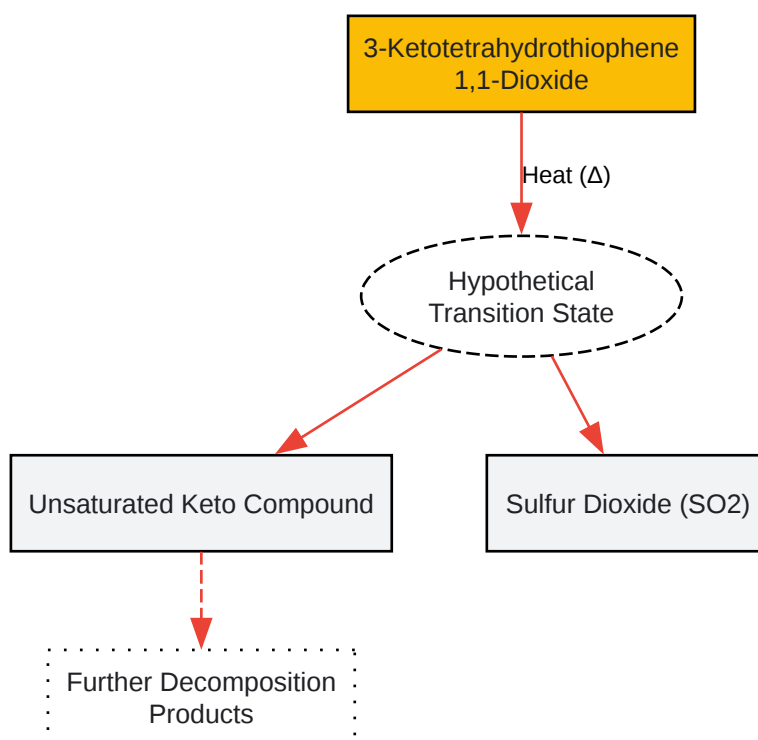 3-Ketotetrahydrothiophene
1,1-Dioxide
Heat (Δ)
Hypothetical
Transition State
Unsaturated Keto Compound
Sulfur Dioxide (SO2)
Further Decomposition
Products